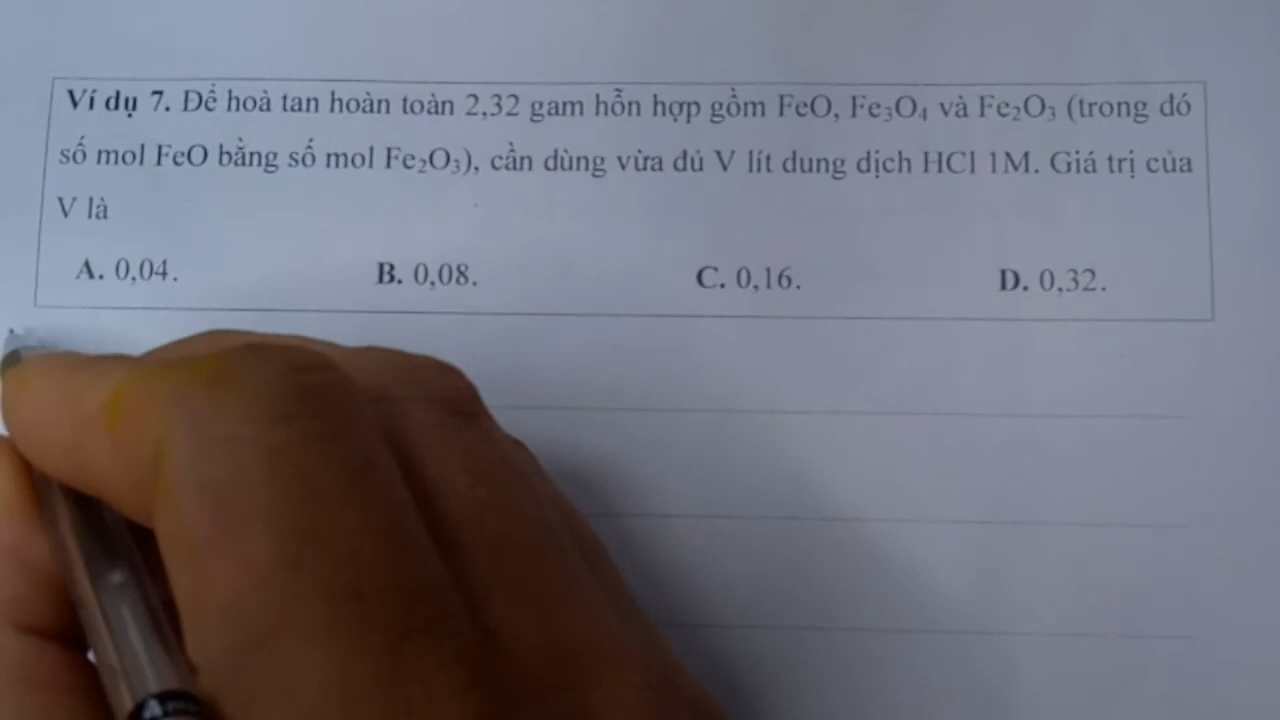 Ví dụ 7. Để hoà tan hoàn toàn 2,32 gam hỗn hợp gồm FeO, Fe₃O₄ và Fe₂O₃ (trong đó
số mol FeO bằng số mol Fe₂O₃), cần dùng vừa đủ V lít dung dịch HCl 1M. Giá trị của
V là
A. 0,04. B. 0,08. C. 0,16. D. 0,32.